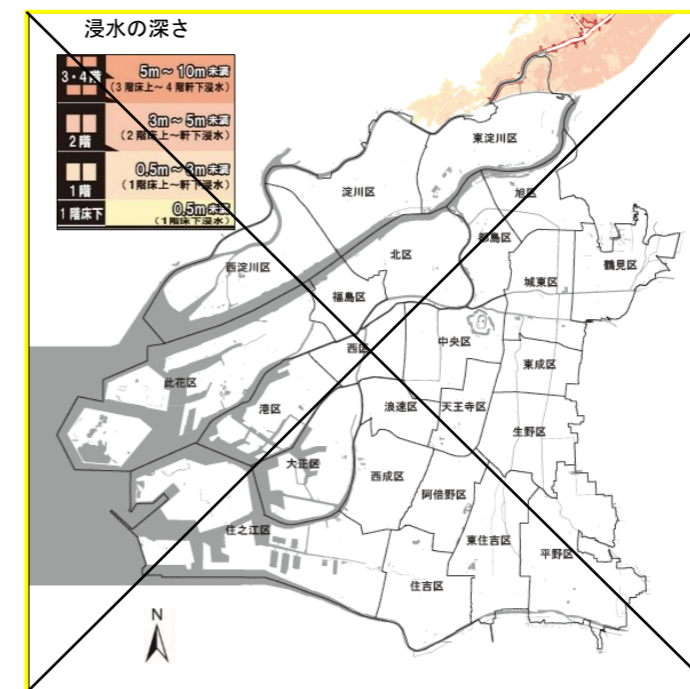 浸水の深さ
3・4階
5m～10m未満
(3階床上～4階軒下浸水)
2階
3m～5m未満
(2階床上～軒下浸水)
1階
0.5m～3m未満
(1階床上～軒下浸水)
1階床下
0.5m未満
(1階床下浸水)
東淀川区
淀川区
旭区
都島区
北区
鶴見区
西淀川区
城東区
福島区
西区
中央区
東成区
此花区
港区
浪速区
天王寺区
生野区
大正区
西成区
阿倍野区
住之江区
東住吉区
平野区
住吉区
N